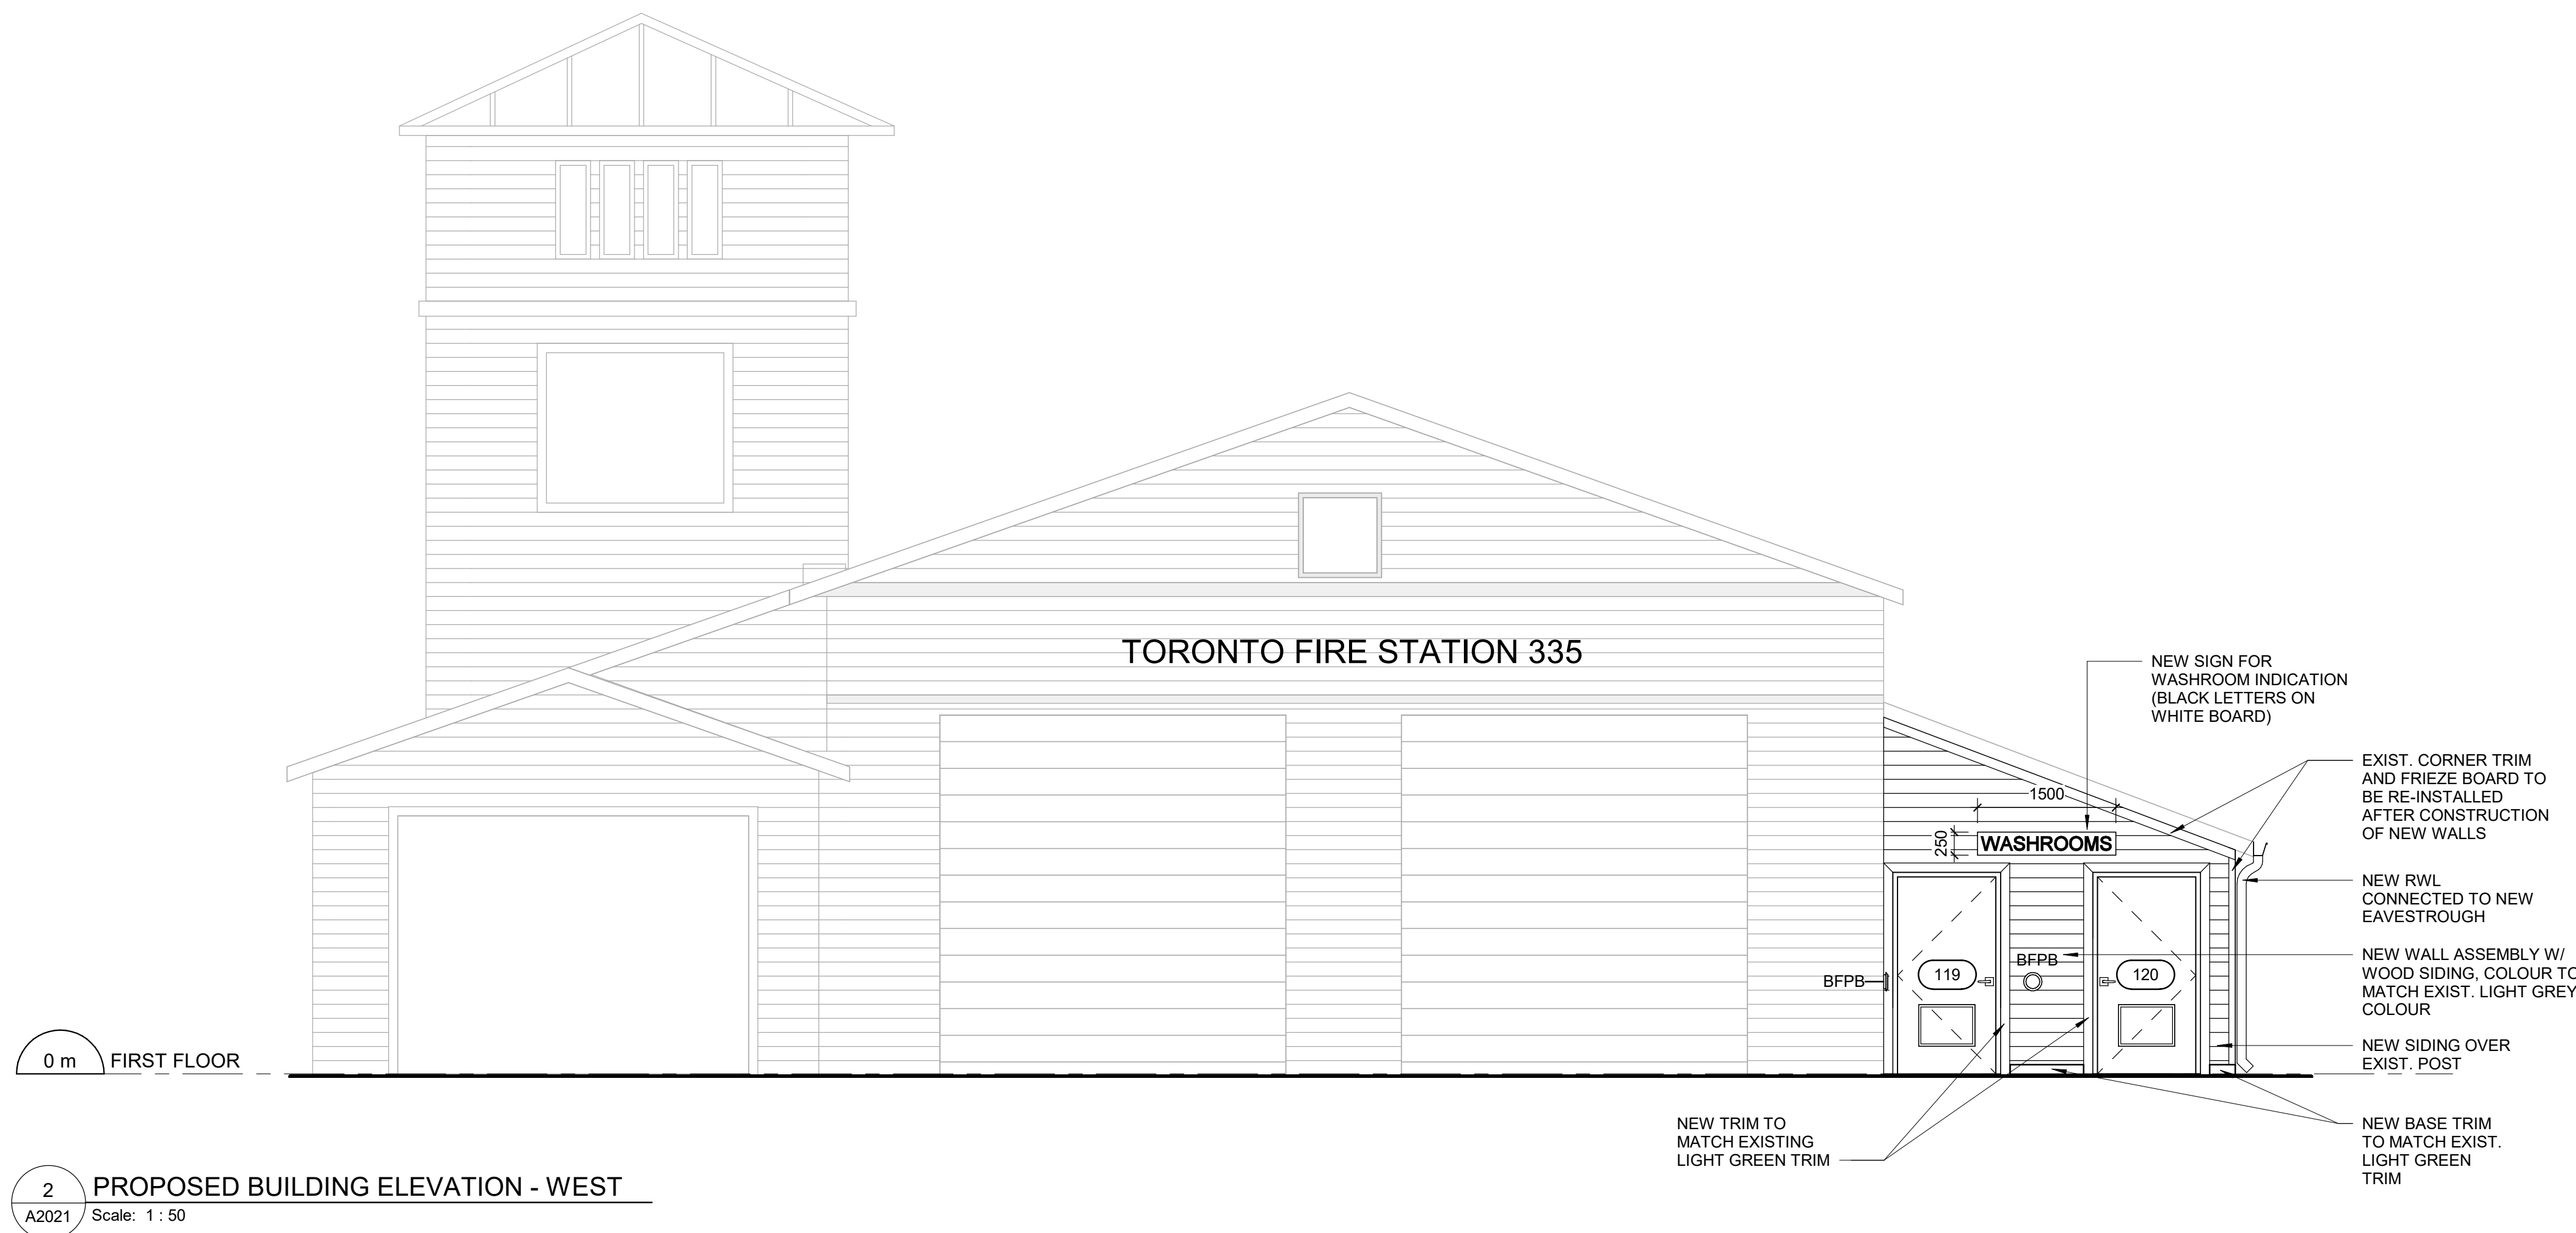 TORONTO FIRE STATION 335
NEW SIGN FOR
WASHROOM INDICATION
(BLACK LETTERS ON
WHITE BOARD)
EXIST. CORNER TRIM
AND FRIEZE BOARD TO
BE RE-INSTALLED
AFTER CONSTRUCTION
OF NEW WALLS
1500
250
WASHROOMS
NEW RWL
CONNECTED TO NEW
EAVESTROUGH
NEW WALL ASSEMBLY W/
WOOD SIDING, COLOUR TO
MATCH EXIST. LIGHT GREY
COLOUR
BFPB
BFPB
119
120
NEW SIDING OVER
EXIST. POST
0 m
FIRST FLOOR
NEW TRIM TO
MATCH EXISTING
LIGHT GREEN TRIM
NEW BASE TRIM
TO MATCH EXIST.
LIGHT GREEN
TRIM
2
A2021
PROPOSED BUILDING ELEVATION - WEST
Scale: 1 : 50